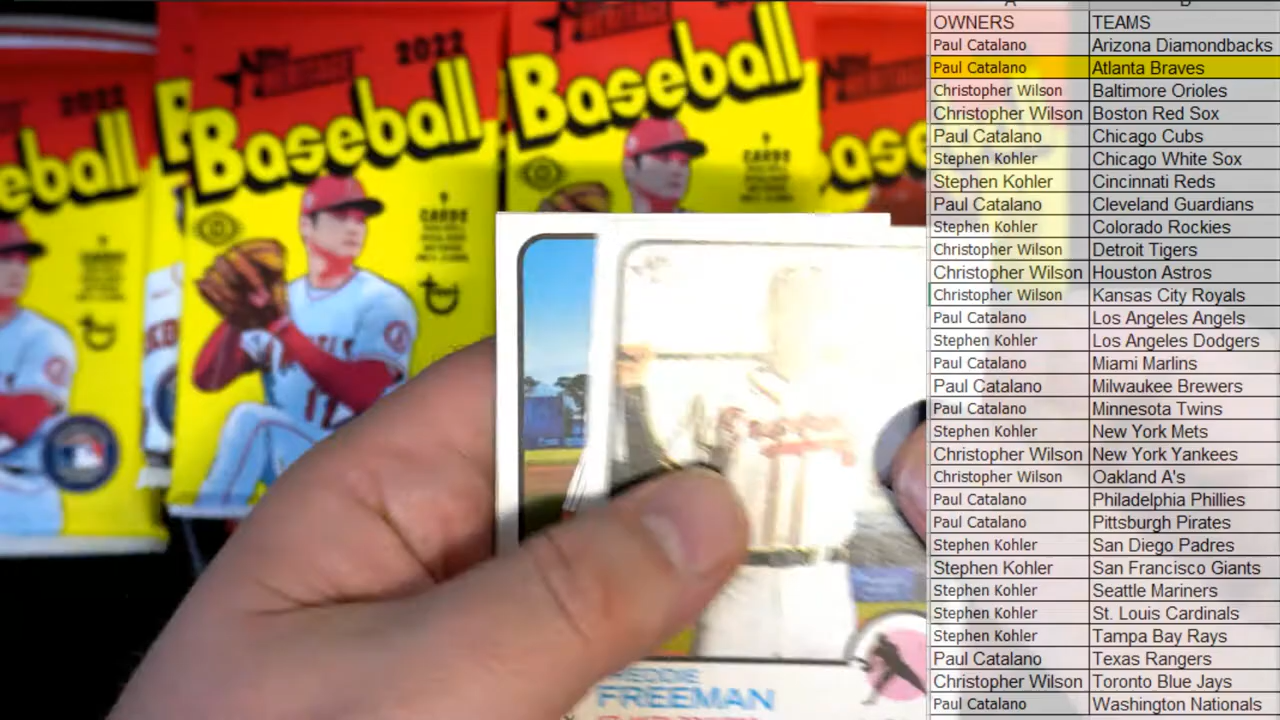 OWNERS TEAMS
Paul Catalano Arizona Diamondbacks
Paul Catalano Atlanta Braves
Christopher Wilson Baltimore Orioles
Christopher Wilson Boston Red Sox
Paul Catalano Chicago Cubs
Stephen Kohler Chicago White Sox
Stephen Kohler Cincinnati Reds
Paul Catalano Cleveland Guardians
Stephen Kohler Colorado Rockies
Christopher Wilson Detroit Tigers
Christopher Wilson Houston Astros
Christopher Wilson Kansas City Royals
Paul Catalano Los Angeles Angels
Stephen Kohler Los Angeles Dodgers
Paul Catalano Miami Marlins
Paul Catalano Milwaukee Brewers
Paul Catalano Minnesota Twins
Stephen Kohler New York Mets
Christopher Wilson New York Yankees
Christopher Wilson Oakland A's
Paul Catalano Philadelphia Phillies
Paul Catalano Pittsburgh Pirates
Stephen Kohler San Diego Padres
Stephen Kohler San Francisco Giants
Stephen Kohler Seattle Mariners
Stephen Kohler St. Louis Cardinals
Stephen Kohler Tampa Bay Rays
Paul Catalano Texas Rangers
Christopher Wilson Toronto Blue Jays
Paul Catalano Washington Nationals
2022
Baseball
9
CARDS
Baseball
CARDS
eball
ase
FREEMAN